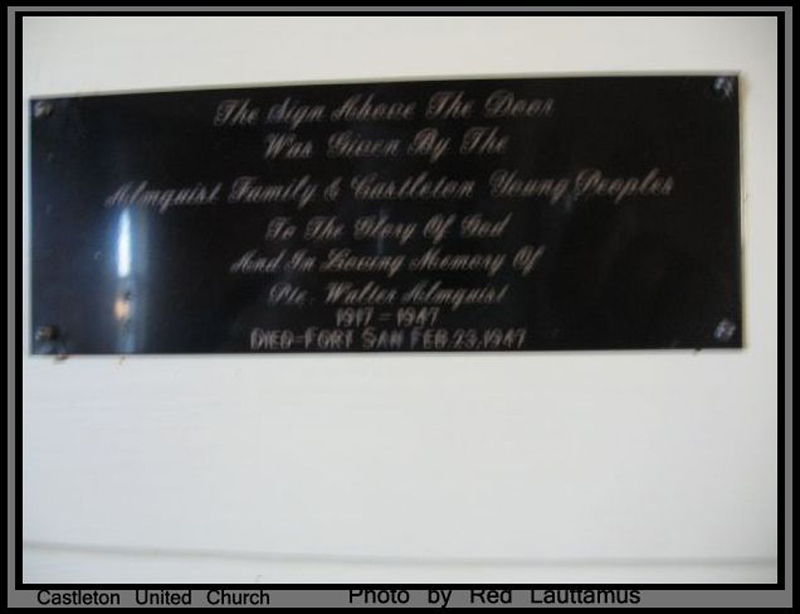 The Sign Above The Door
Was Given By The
Almquist Family & Castleton Young Peoples
To The Glory Of God
And In Loving Memory Of
Pte. Walter Almquist
1917 - 1947
DIED-FORT SAN FEB.23,1947
Castleton United Church Photo by Red Lauttamus